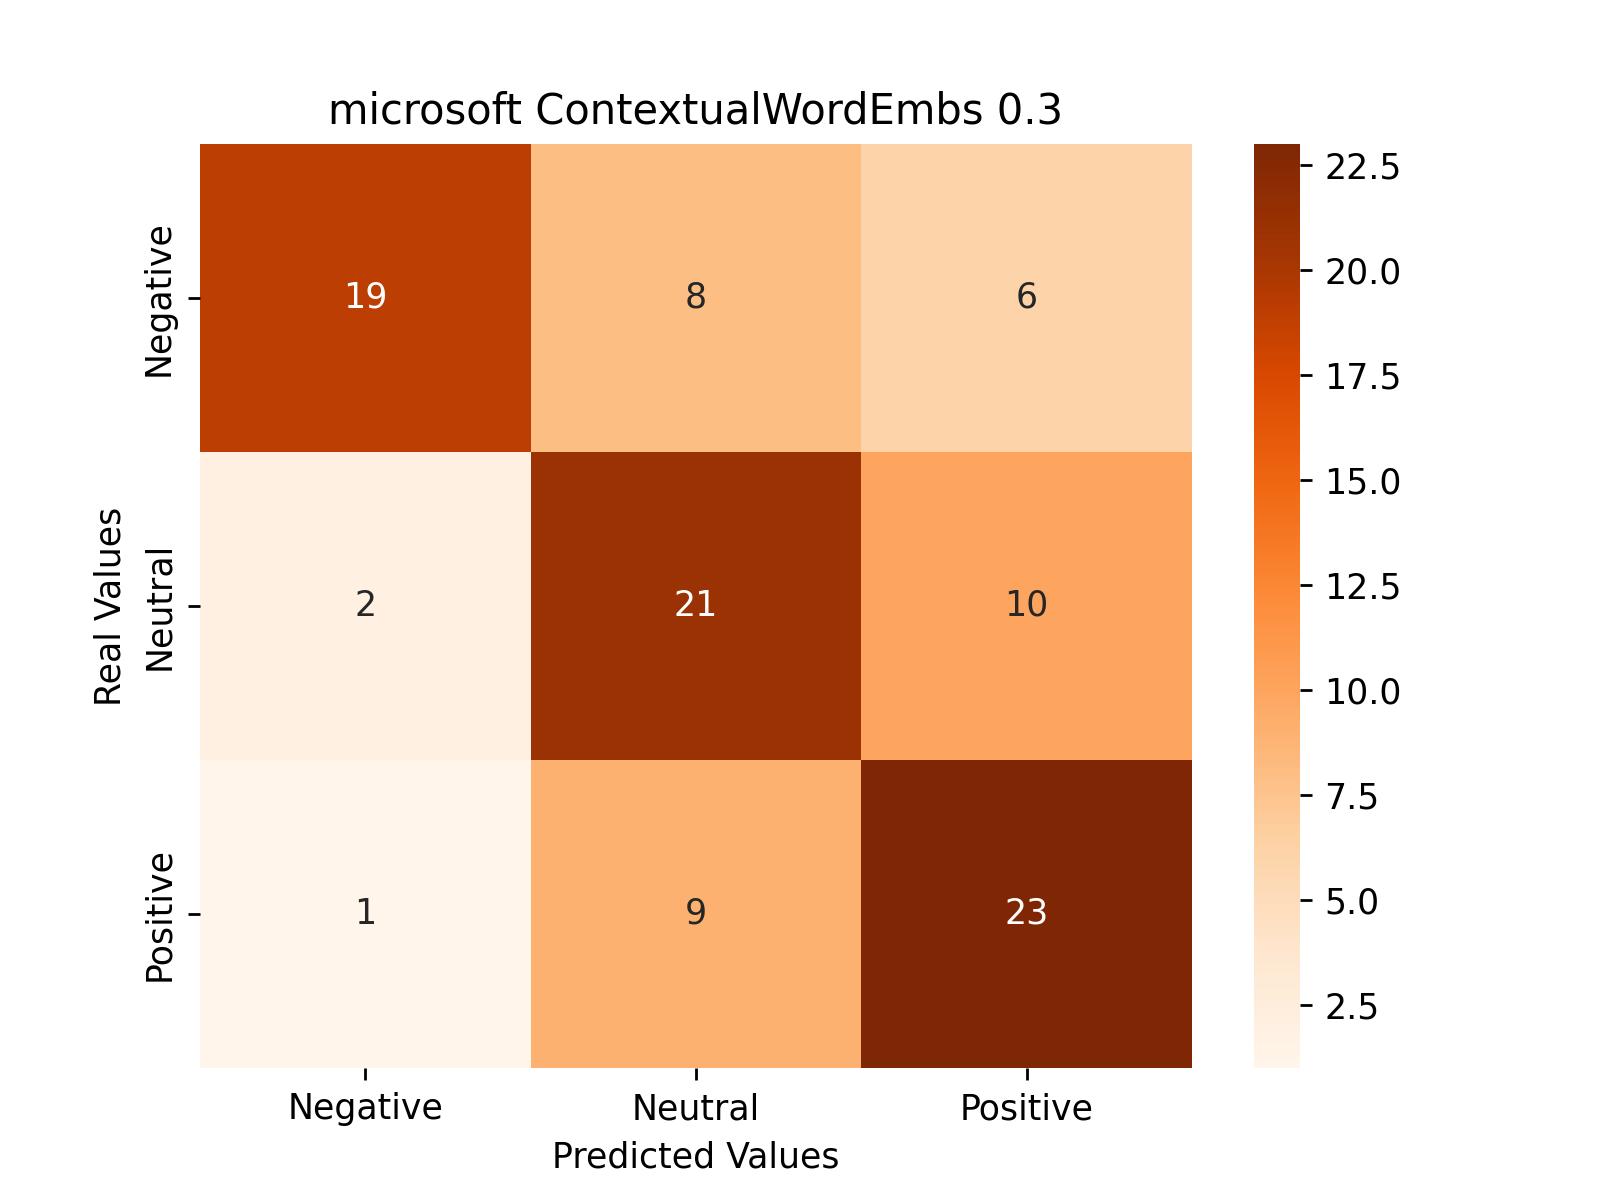 microsoft ContextualWordEmbs 0.3
Real Values
Negative
19 8 6
Neutral
2 21 10
Positive
1 9 23
Negative Neutral Positive
Predicted Values
22.5
20.0
17.5
15.0
12.5
10.0
7.5
5.0
2.5